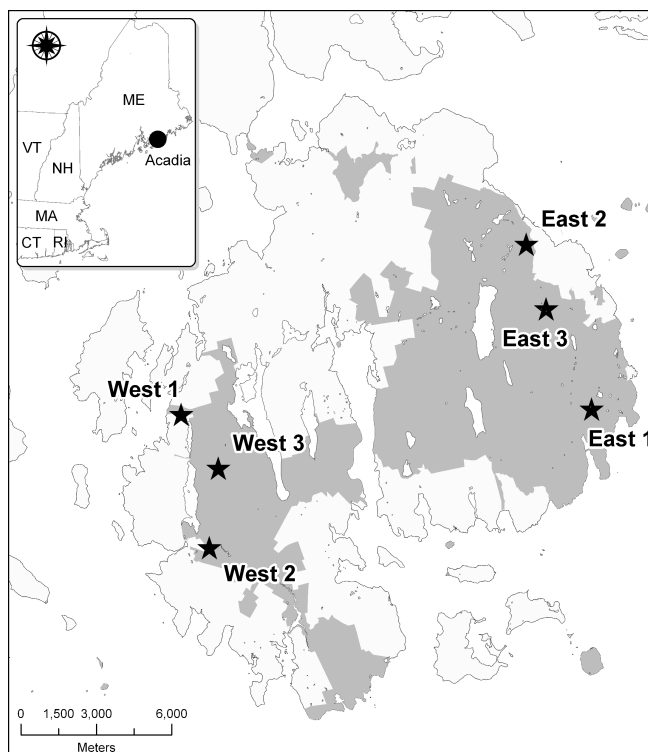 ME
Acadia
VT
NH
MA
CT RI
East 2
East 3
West 1
East 1
West 3
West 2
0 1,500 3,000 6,000
Meters